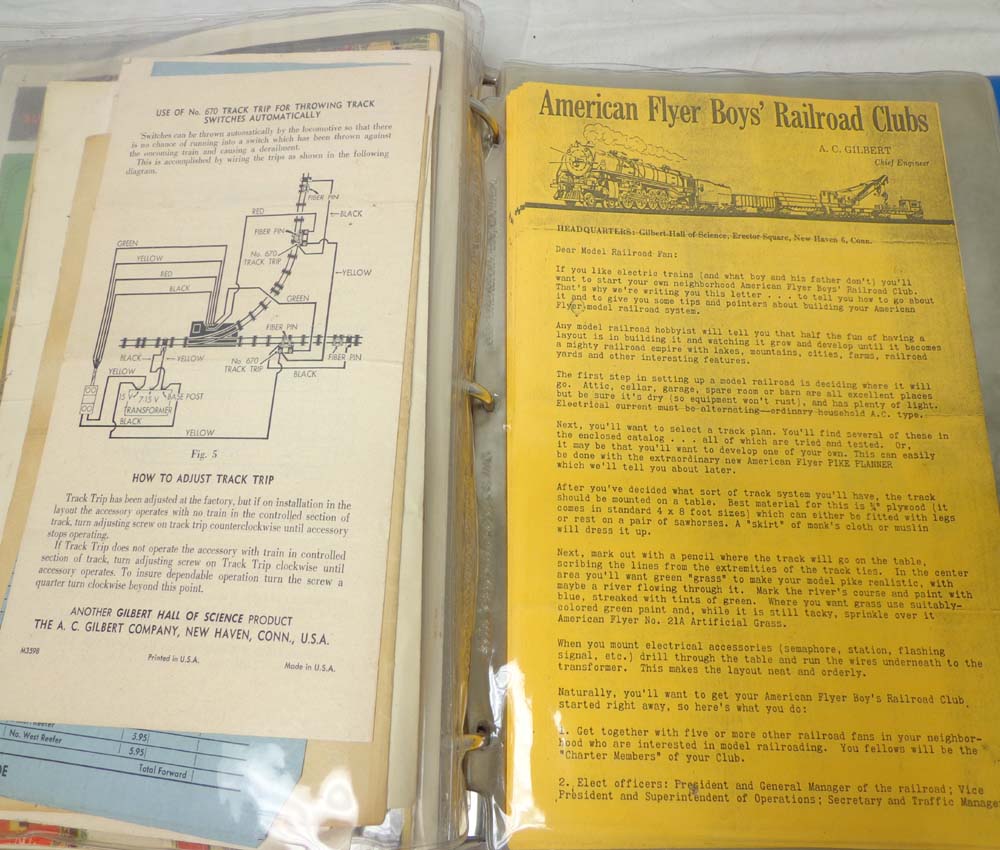 USE OF No. 670 TRACK TRIP FOR THROWING TRACK
SWITCHES AUTOMATICALLY
Switches can be thrown automatically by the locomotive so that there
is no chance of running into a switch which has been thrown against
the oncoming train and causing a derailment.
This is accomplished by wiring the trips as shown in the following
diagram.
FIBER PIN
RED
BLACK
FIBER PIN
No. 670
TRACK TRIP
GREEN
YELLOW
RED
BLACK
YELLOW
GREEN
FIBER PIN
BLACK
YELLOW
No. 670
TRACK TRIP
FIBER PIN
BLACK
YELLOW
15 V
7-15 V
BASE POST
TRANSFORMER
BLACK
YELLOW
Fig. 5
HOW TO ADJUST TRACK TRIP
Track Trip has been adjusted at the factory, but if on installation in the
layout the accessory operates with no train in the controlled section of
track, turn adjusting screw on track trip counterclockwise until accessory
stops operating.
If Track Trip does not operate the accessory with train in controlled
section of track, turn adjusting screw on Track Trip clockwise until
accessory operates. To insure dependable operation turn the screw a
quarter turn clockwise beyond this point.
ANOTHER GILBERT HALL OF SCIENCE PRODUCT
THE A. C. GILBERT COMPANY, NEW HAVEN, CONN., U.S.A.
M3598
Printed in U.S.A.
Made in U.S.A.
Reefer
No. West Reefer 3.95
5.95
DE
Total Forward
American Flyer Boys' Railroad Clubs
A. C. GILBERT
Chief Engineer
HEADQUARTERS: Gilbert Hall of Science, Erector Square, New Haven 6, Conn.
Dear Model Railroad Fan:
If you like electric trains (and what boy and his father don't) you'll
want to start your own neighborhood American Flyer Boys' Railroad Club.
That's why we're writing you this letter . . . to tell you how to go about
it and to give you some tips and pointers about building your American
Flyer model railroad system.
Any model railroad hobbyist will tell you that half the fun of having a
layout is in building it and watching it grow and develop until it becomes
a mighty railroad empire with lakes, mountains, cities, farms, railroad
yards and other interesting features.
The first step in setting up a model railroad is deciding where it will
go. Attic, cellar, garage, spare room or barn are all excellent places
but be sure it's dry (so equipment won't rust), and has plenty of light.
Electrical current must be alternating—ordinary household A.C. type.
Next, you'll want to select a track plan. You'll find several of these in
the enclosed catalog . . . all of which are tried and tested. Or,
it may be that you'll want to develop one of your own. This can easily
be done with the extraordinary new American Flyer PIKE PLANNER
which we'll tell you about later.
After you've decided what sort of track system you'll have, the track
should be mounted on a table. Best material for this is ¾" plywood (it
comes in standard 4 x 8 foot sizes) which can either be fitted with legs
or rest on a pair of sawhorses. A "skirt" of monk's cloth or muslin
will dress it up.
Next, mark out with a pencil where the track will go on the table,
scribing the lines from the extremities of the track ties. In the center
area you'll want green "grass" to make your model pike realistic, with
maybe a river flowing through it. Mark the river's course and paint with
blue, streaked with tints of green. Where you want grass use suitably-
colored green paint and, while it is still tacky, sprinkle over it
American Flyer No. 21A Artificial Grass.
When you mount electrical accessories (semaphore, station, flashing
signal, etc.) drill through the table and run the wires underneath to the
transformer. This makes the layout neat and orderly.
Naturally, you'll want to get your American Flyer Boy's Railroad Club
started right away, so here's what you do:
1. Get together with five or more other railroad fans in your neighbor-
hood who are interested in model railroading. You fellows will be the
"Charter Members" of your Club.
2. Elect officers: President and General Manager of the railroad; Vice
President and Superintendent of Operations; Secretary and Traffic Manage